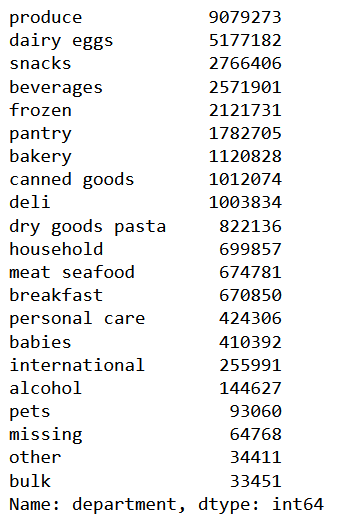 produce 9079273
dairy eggs 5177182
snacks 2766406
beverages 2571901
frozen 2121731
pantry 1782705
bakery 1120828
canned goods 1012074
deli 1003834
dry goods pasta 822136
household 699857
meat seafood 674781
breakfast 670850
personal care 424306
babies 410392
international 255991
alcohol 144627
pets 93060
missing 64768
other 34411
bulk 33451
Name: department, dtype: int64